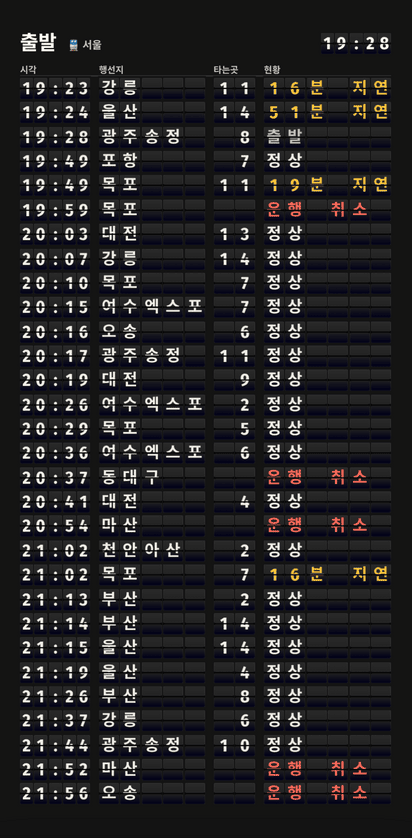 출발 서울 19:28
시각 행선지 타는곳 현황
19:23 강릉 11 16분 지연
19:24 울산 14 51분 지연
19:28 광주송정 8 출발
19:49 포항 7 정상
19:49 목포 11 19분 지연
19:59 목포 운행 취소
20:03 대전 13 정상
20:07 강릉 14 정상
20:10 목포 7 정상
20:15 여수엑스포 7 정상
20:16 오송 6 정상
20:17 광주송정 11 정상
20:19 대전 9 정상
20:26 여수엑스포 2 정상
20:29 목포 5 정상
20:36 여수엑스포 6 정상
20:37 동대구 운행 취소
20:41 대전 4 정상
20:54 마산 운행 취소
21:02 천안아산 2 정상
21:02 목포 7 16분 지연
21:13 부산 2 정상
21:14 부산 14 정상
21:15 울산 14 정상
21:19 울산 4 정상
21:26 부산 8 정상
21:37 강릉 6 정상
21:44 광주송정 10 정상
21:52 마산 운행 취소
21:56 오송 운행 취소